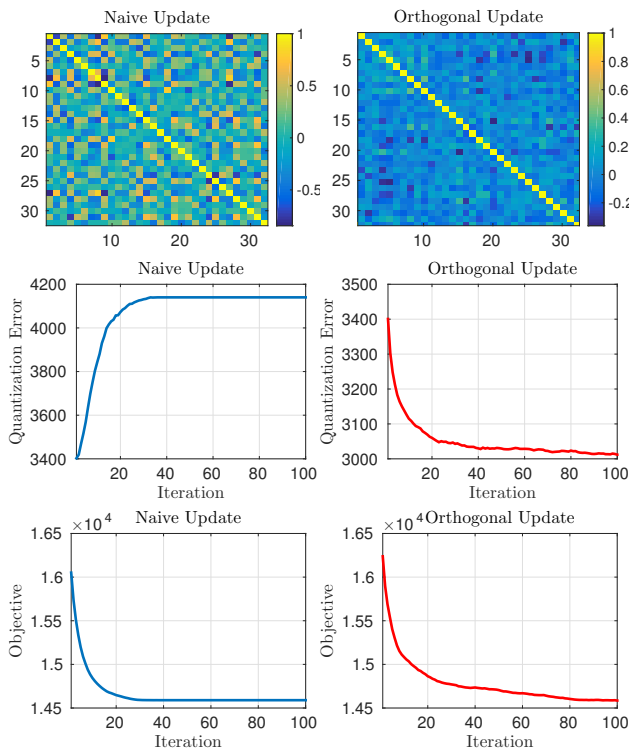 Naive Update
Orthogonal Update
5
10
15
20
25
30
10 20 30
1
0.5
0
-0.5
5
10
15
20
25
30
10 20 30
1
0.8
0.6
0.4
0.2
0
-0.2
Naive Update
Quantization Error
4200
4000
3800
3600
3400
20 40 60 80 100
Iteration
Orthogonal Update
Quantization Error
3500
3400
3300
3200
3100
3000
20 40 60 80 100
Iteration
×10⁴ Naive Update
Objective
1.65
1.6
1.55
1.5
1.45
20 40 60 80 100
Iteration
×10⁴ Orthogonal Update
Objective
1.65
1.6
1.55
1.5
1.45
20 40 60 80 100
Iteration